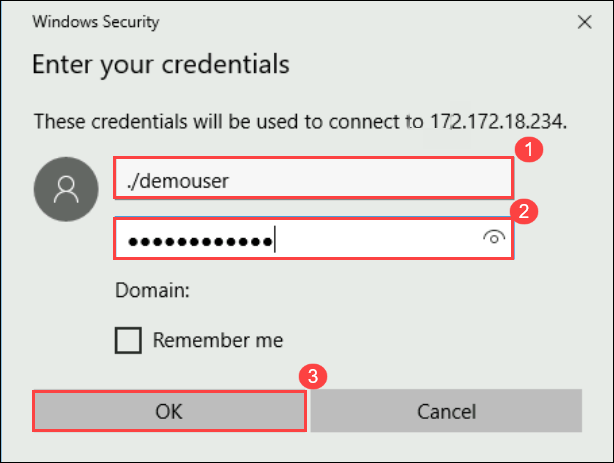 Windows Security
Enter your credentials
These credentials will be used to connect to 172.172.18.234.
1
./demouser
2
••••••••••••
Domain:
Remember me
3
OK
Cancel